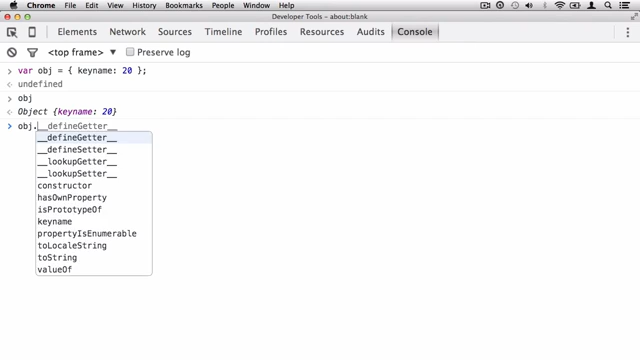 Chrome File Edit View History Bookmarks People Window Help
Developer Tools - about:blank
Elements Network Sources Timeline Profiles Resources Audits Console
<top frame> Preserve log
var obj = { keyname: 20 };
undefined
obj
Object {keyname: 20}
obj.__defineGetter__
__defineGetter__
__defineSetter__
__lookupGetter__
__lookupSetter__
constructor
hasOwnProperty
isPrototypeOf
keyname
propertyIsEnumerable
toLocaleString
toString
valueOf